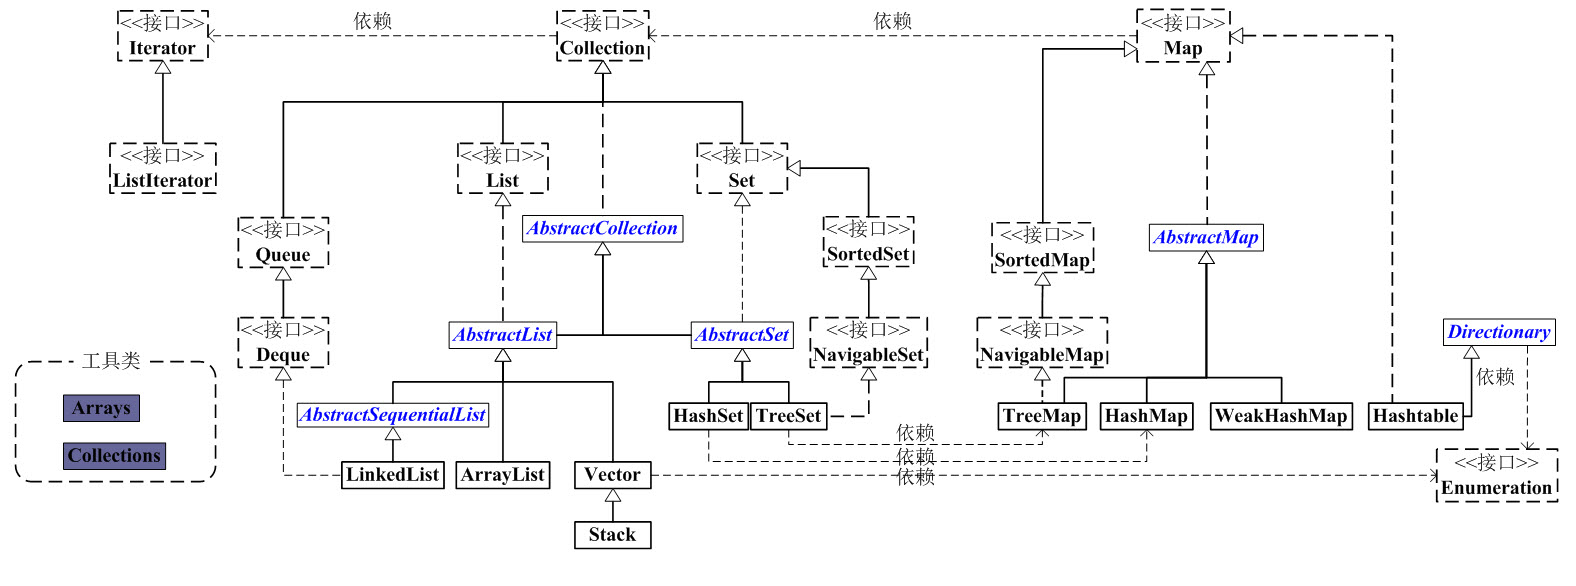 <<接口>>
Iterator
依赖
<<接口>>
Collection
依赖
<<接口>>
Map
<<接口>>
ListIterator
<<接口>>
List
<<接口>>
Set
<<接口>>
Queue
AbstractCollection
<<接口>>
SortedSet
<<接口>>
SortedMap
AbstractMap
<<接口>>
Deque
AbstractList
AbstractSet
<<接口>>
NavigableSet
<<接口>>
NavigableMap
Directionary
依赖
工具类
Arrays
Collections
AbstractSequentialList
HashSet
TreeSet
TreeMap
HashMap
WeakHashMap
Hashtable
依赖
依赖
依赖
LinkedList
ArrayList
Vector
<<接口>>
Enumeration
Stack